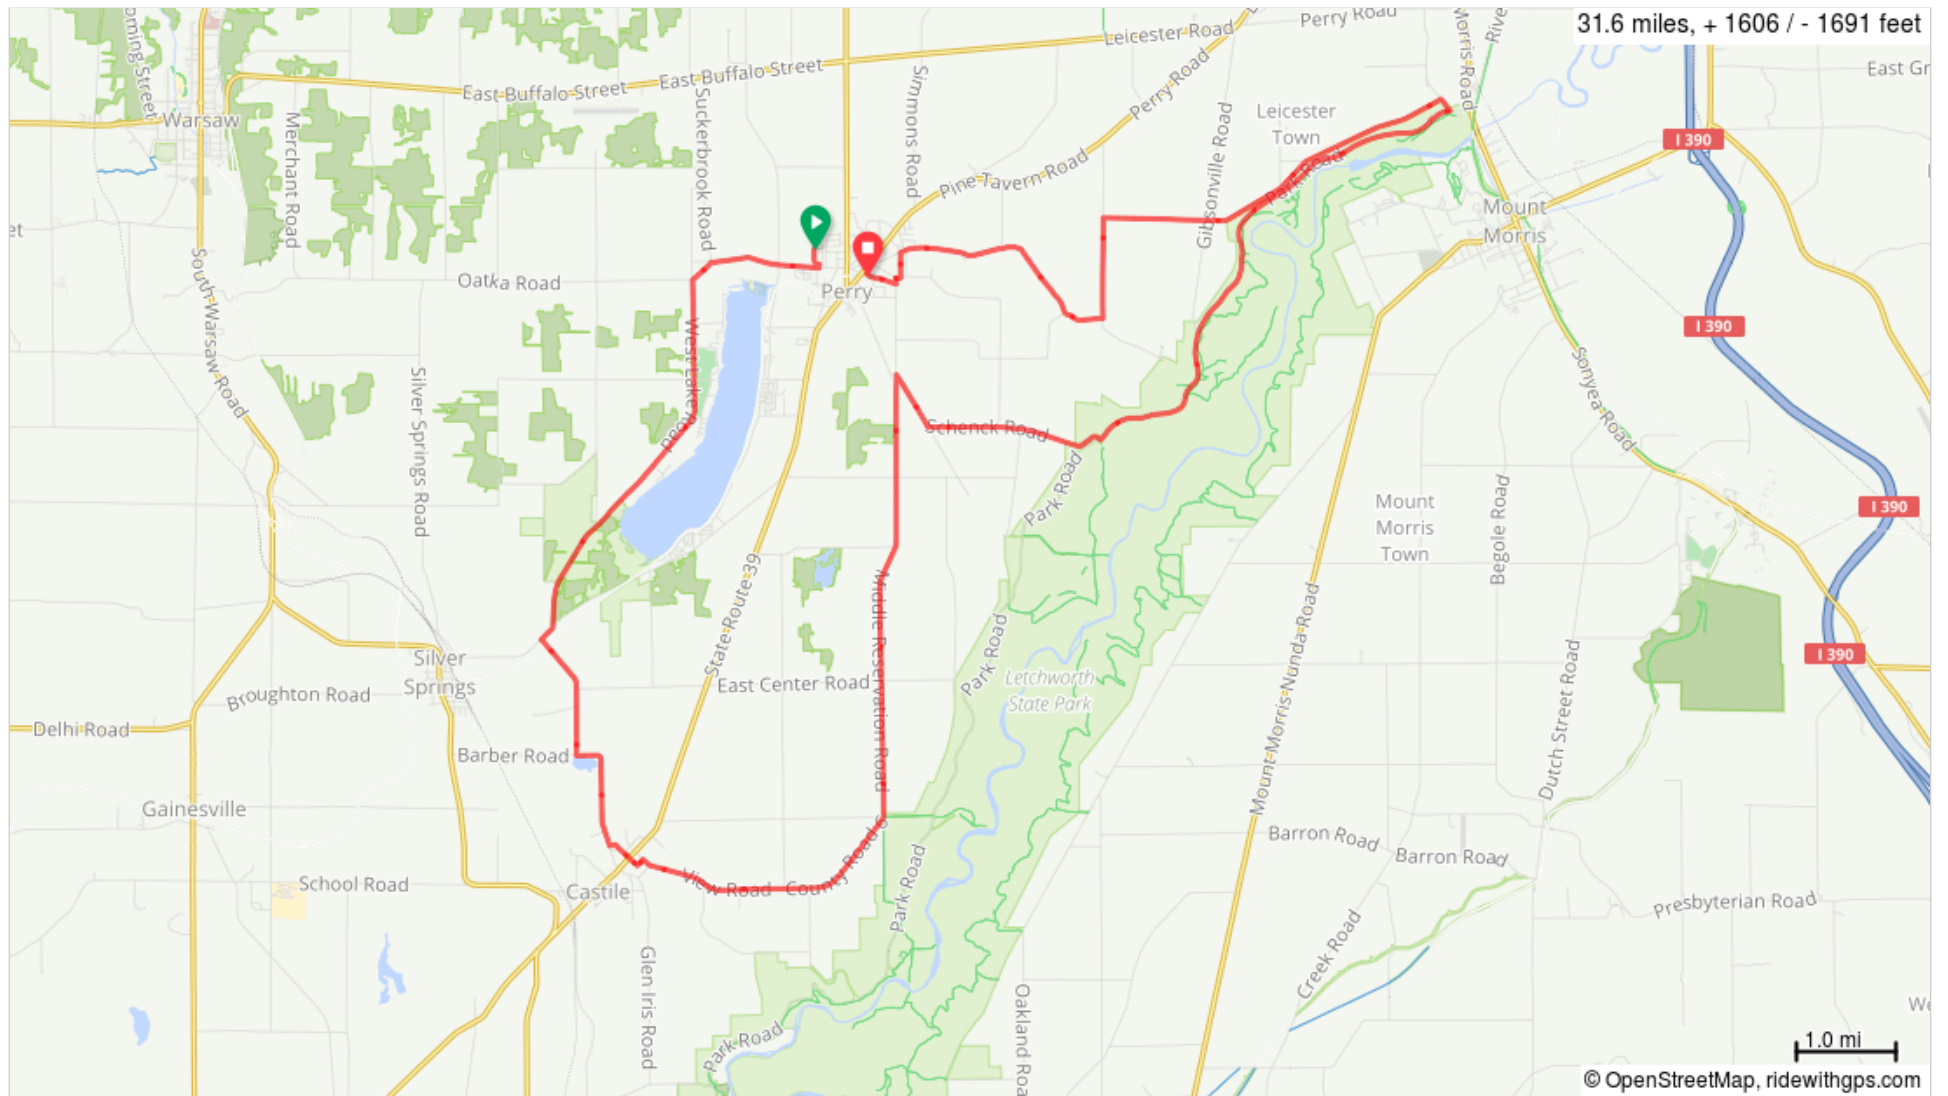 31.6 miles, + 1606 / - 1691 feet
Perry Road
Leicester Road
East Buffalo Street
East Buffalo Street
Warsaw
Merchant Road
Suckerbrook Road
Simmons Road
Perry Road
Leicester
Town
Morris Road
East Gr
I 390
Pine Tavern Road
Gibsonville Road
Park Road
Mount
Morris
South Warsaw Road
Oatka Road
Perry
I 390
West Lake Road
Silver Springs Road
Schenck Road
Park Road
Sonyea Road
Mount
Morris
Town
Begole Road
I 390
State Route 39
Middle Reservation Road
Park Road
Mount Morris Nunda Road
Silver
Springs
Broughton Road
East Center Road
Letchworth
State Park
I 390
Dutch Street Road
Delhi Road
Barber Road
Gainesville
Barron Road
Barron Road
School Road
Castile
View Road
County Road 6
Park Road
Presbyterian Road
Glen Iris Road
Creek Road
Oakland Roa
Park Road
We
1.0 mi
© OpenStreetMap, ridewithgps.com